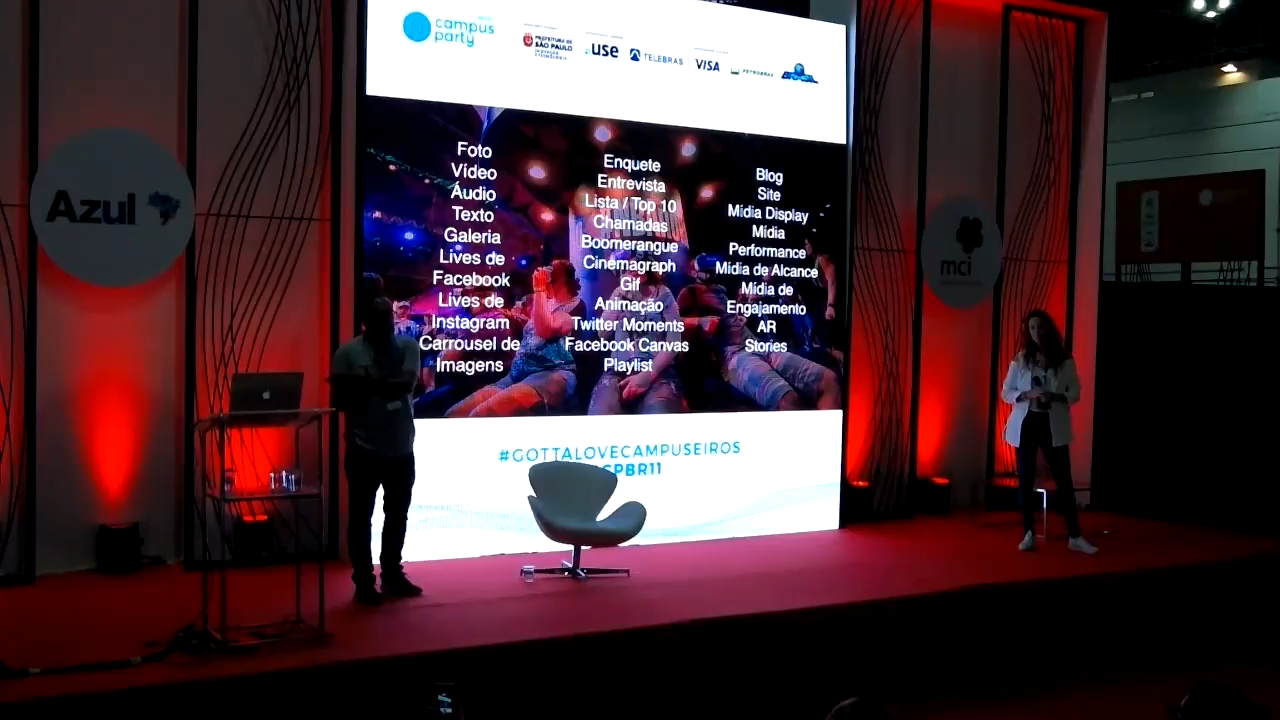 campus
party
PREFEITURA DE
SÃO PAULO
use
TELEBRAS
VISA
PETROBRAS
BRASIL
Azul
mci
Foto
Vídeo
Áudio
Texto
Galeria
Lives de
Facebook
Lives de
Instagram
Carrousel de
Imagens
Enquete
Entrevista
Lista / Top 10
Chamadas
Boomerangue
Cinemagraph
Gif
Animação
Twitter Moments
Facebook Canvas
Playlist
Blog
Site
Mídia Display
Mídia
Performance
Mídia de Alcance
Mídia de
Engajamento
AR
Stories
#GOTTALOVECAMPUSEIROS
CPBR11